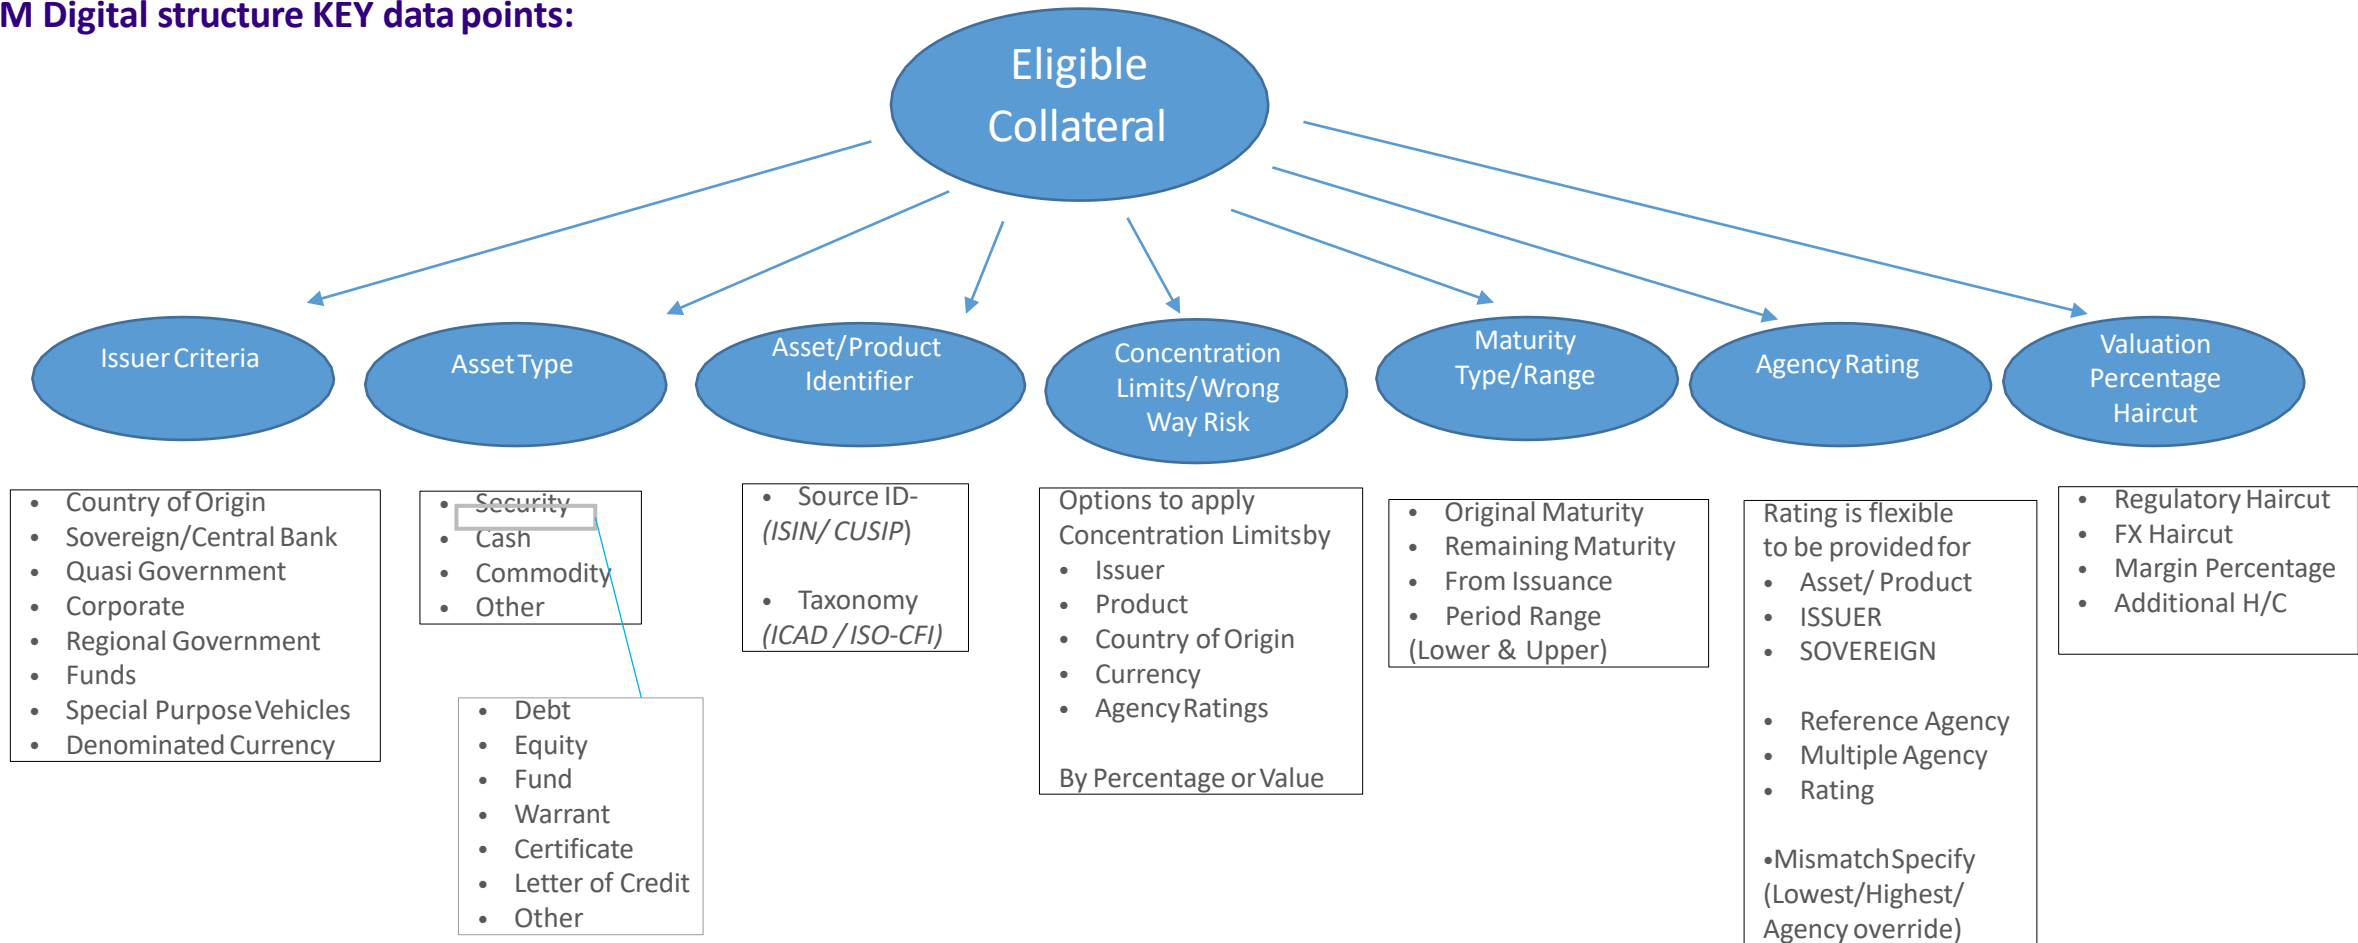 M Digital structure KEY data points:
Eligible
Collateral
Issuer Criteria
Asset Type
Asset/Product
Identifier
Concentration
Limits/Wrong
Way Risk
Maturity
Type/Range
Agency Rating
Valuation
Percentage
Haircut
• Country of Origin
• Sovereign/Central Bank
• Quasi Government
• Corporate
• Regional Government
• Funds
• Special Purpose Vehicles
• Denominated Currency
• Security
• Cash
• Commodity
• Other
• Debt
• Equity
• Fund
• Warrant
• Certificate
• Letter of Credit
• Other
• Source ID-
(ISIN/ CUSIP)
• Taxonomy
(ICAD / ISO-CFI)
Options to apply
Concentration Limitsby
• Issuer
• Product
• Country of Origin
• Currency
• Agency Ratings
By Percentage or Value
• Original Maturity
• Remaining Maturity
• From Issuance
• Period Range
(Lower & Upper)
Rating is flexible
to be provided for
• Asset/ Product
• ISSUER
• SOVEREIGN
• Reference Agency
• Multiple Agency
• Rating
•Mismatch Specify
(Lowest/Highest/
Agency override)
• Regulatory Haircut
• FX Haircut
• Margin Percentage
• Additional H/C